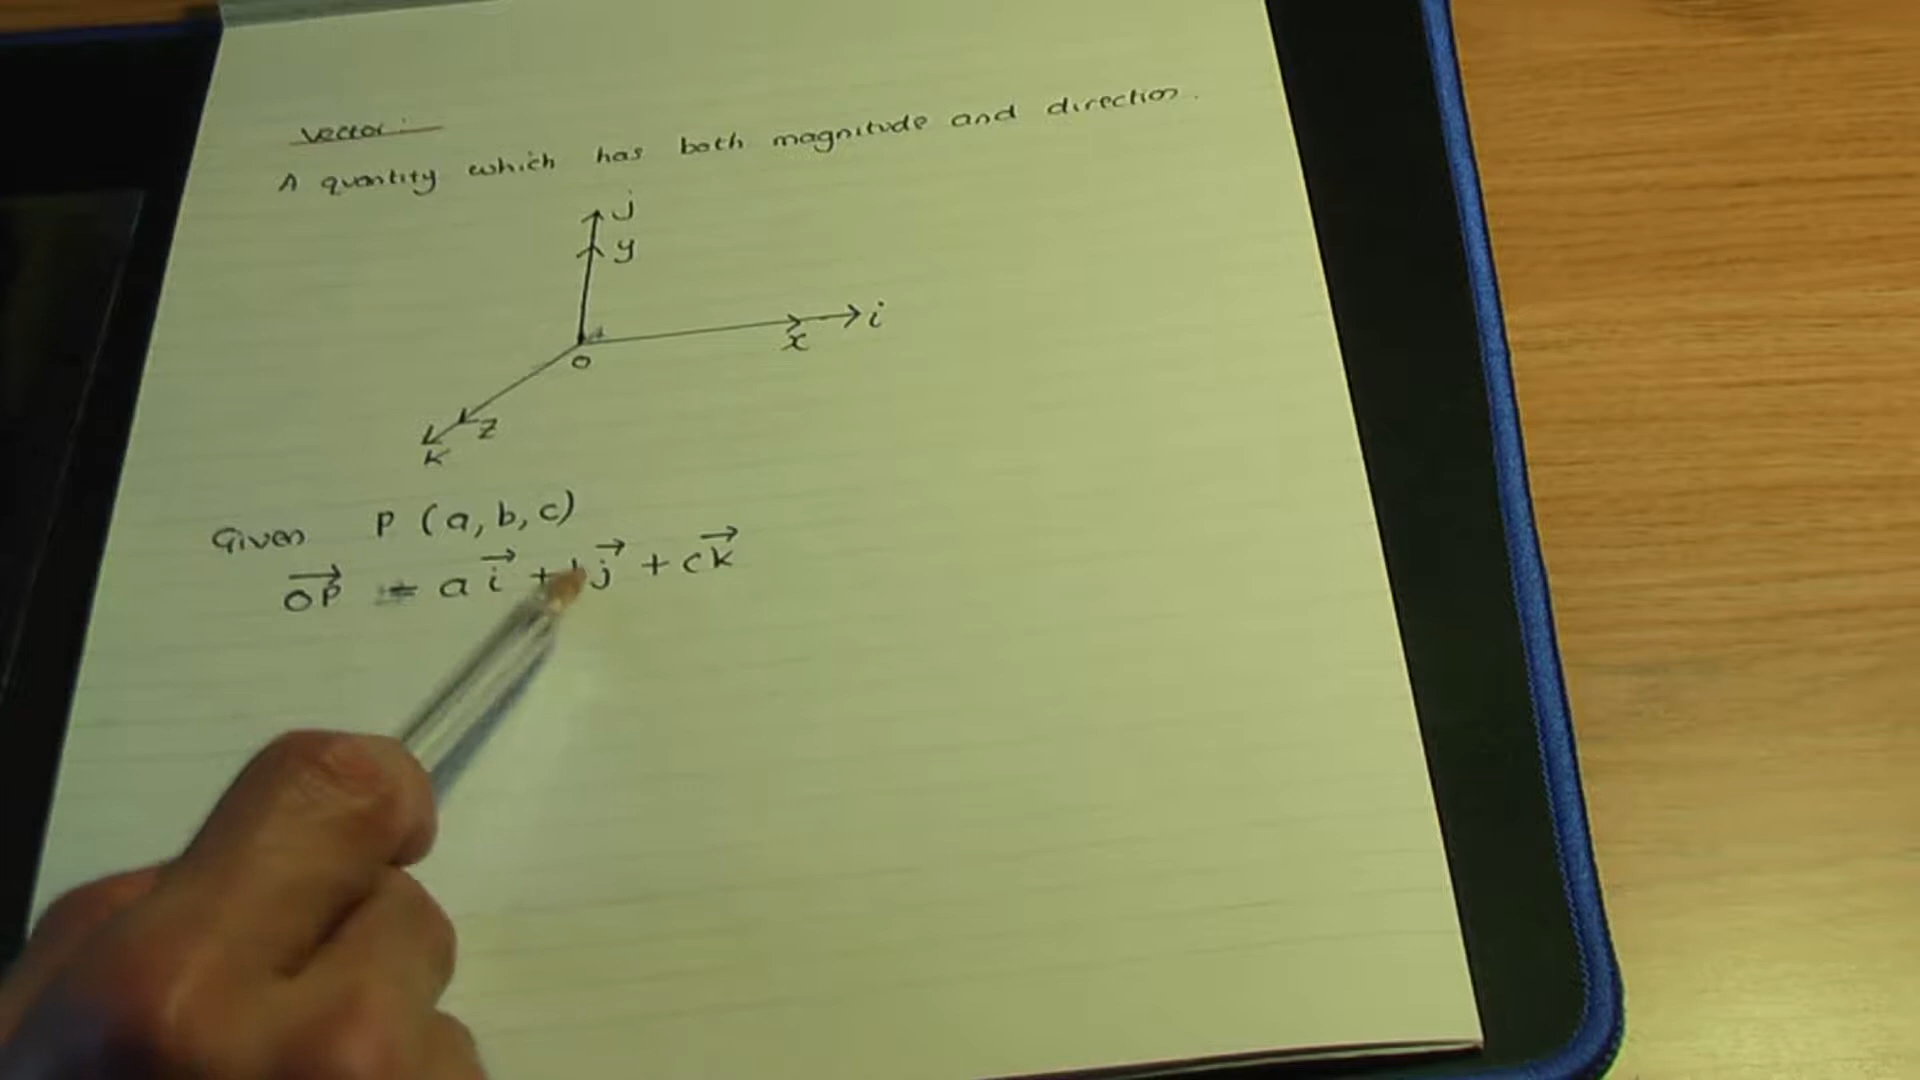 Vector:
A quantity which has both magnitude and direction.
j
y
i
x
o
z
k
Given P (a, b, c)
OP = a i + b j + c k